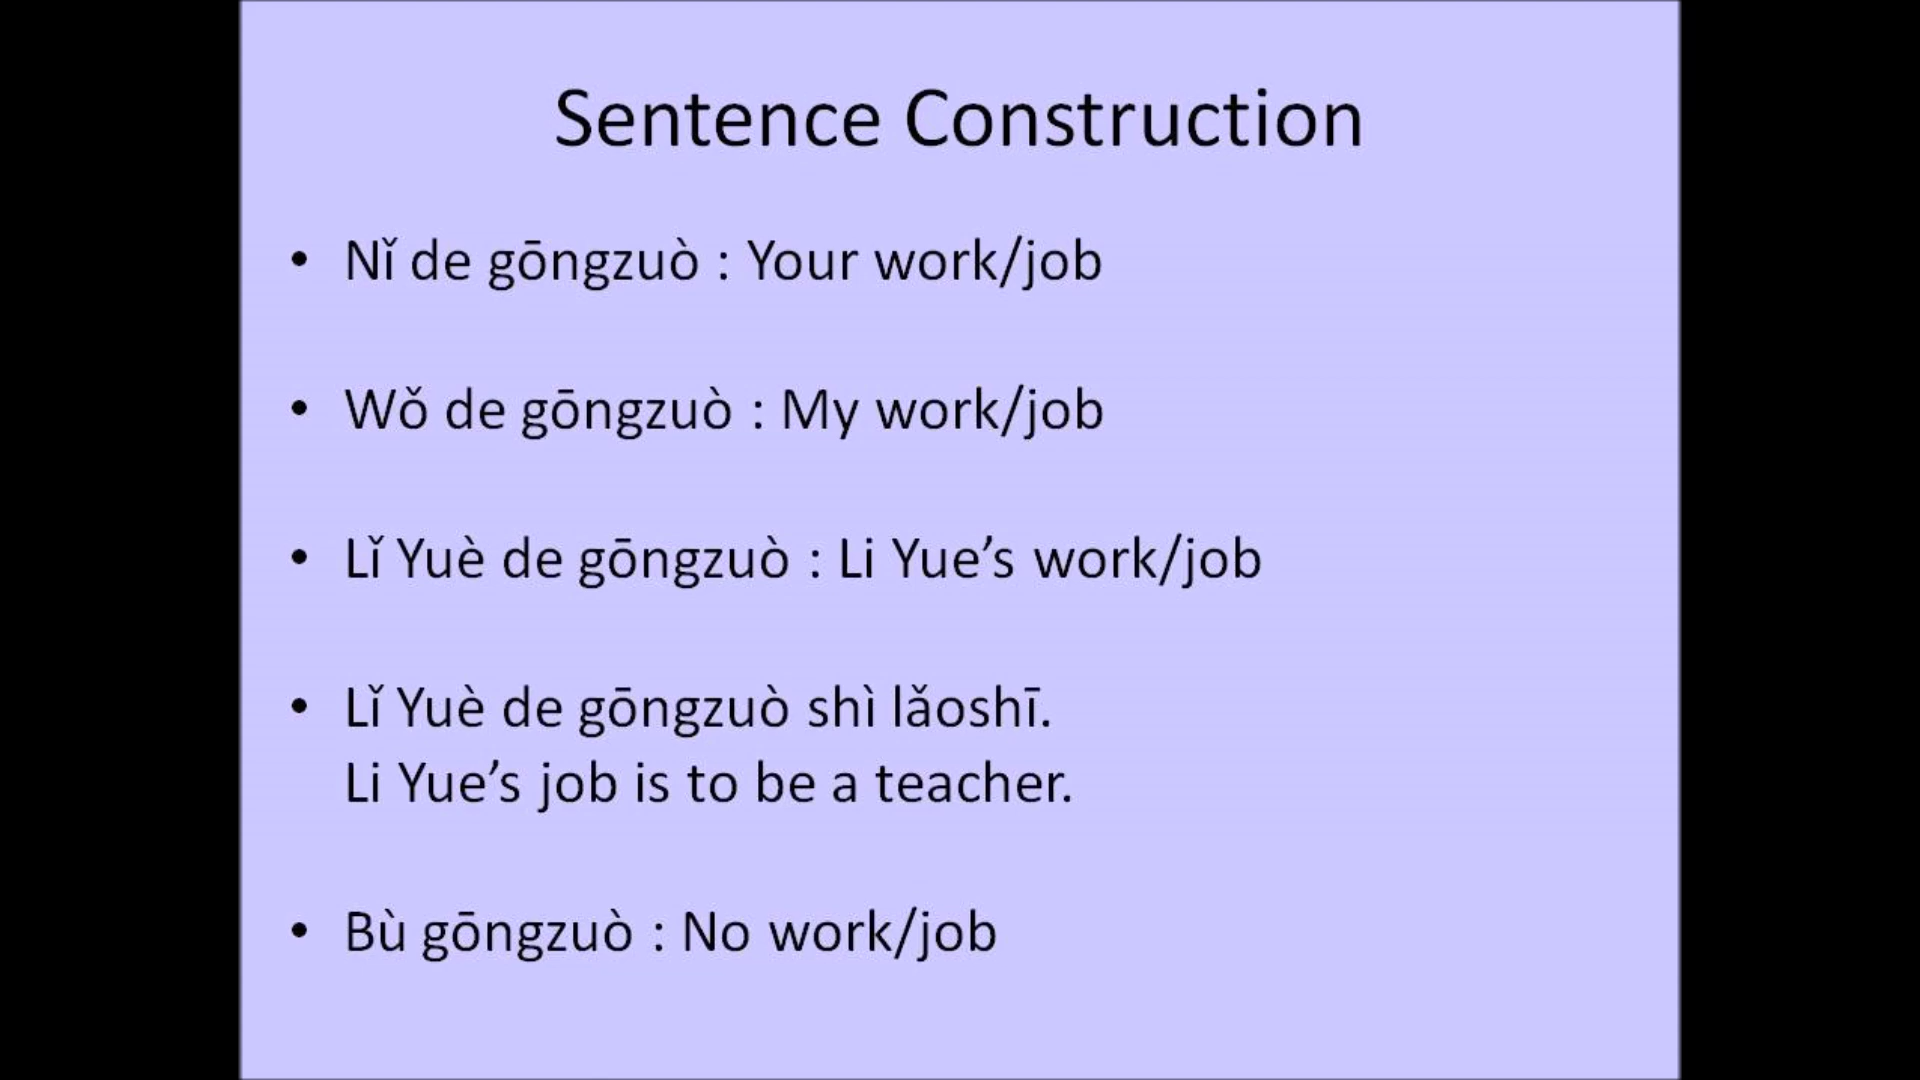 Sentence Construction
• Nǐ de gōngzuò : Your work/job
• Wǒ de gōngzuò : My work/job
• Lǐ Yuè de gōngzuò : Li Yue’s work/job
• Lǐ Yuè de gōngzuò shì lǎoshī.
Li Yue’s job is to be a teacher.
• Bù gōngzuò : No work/job